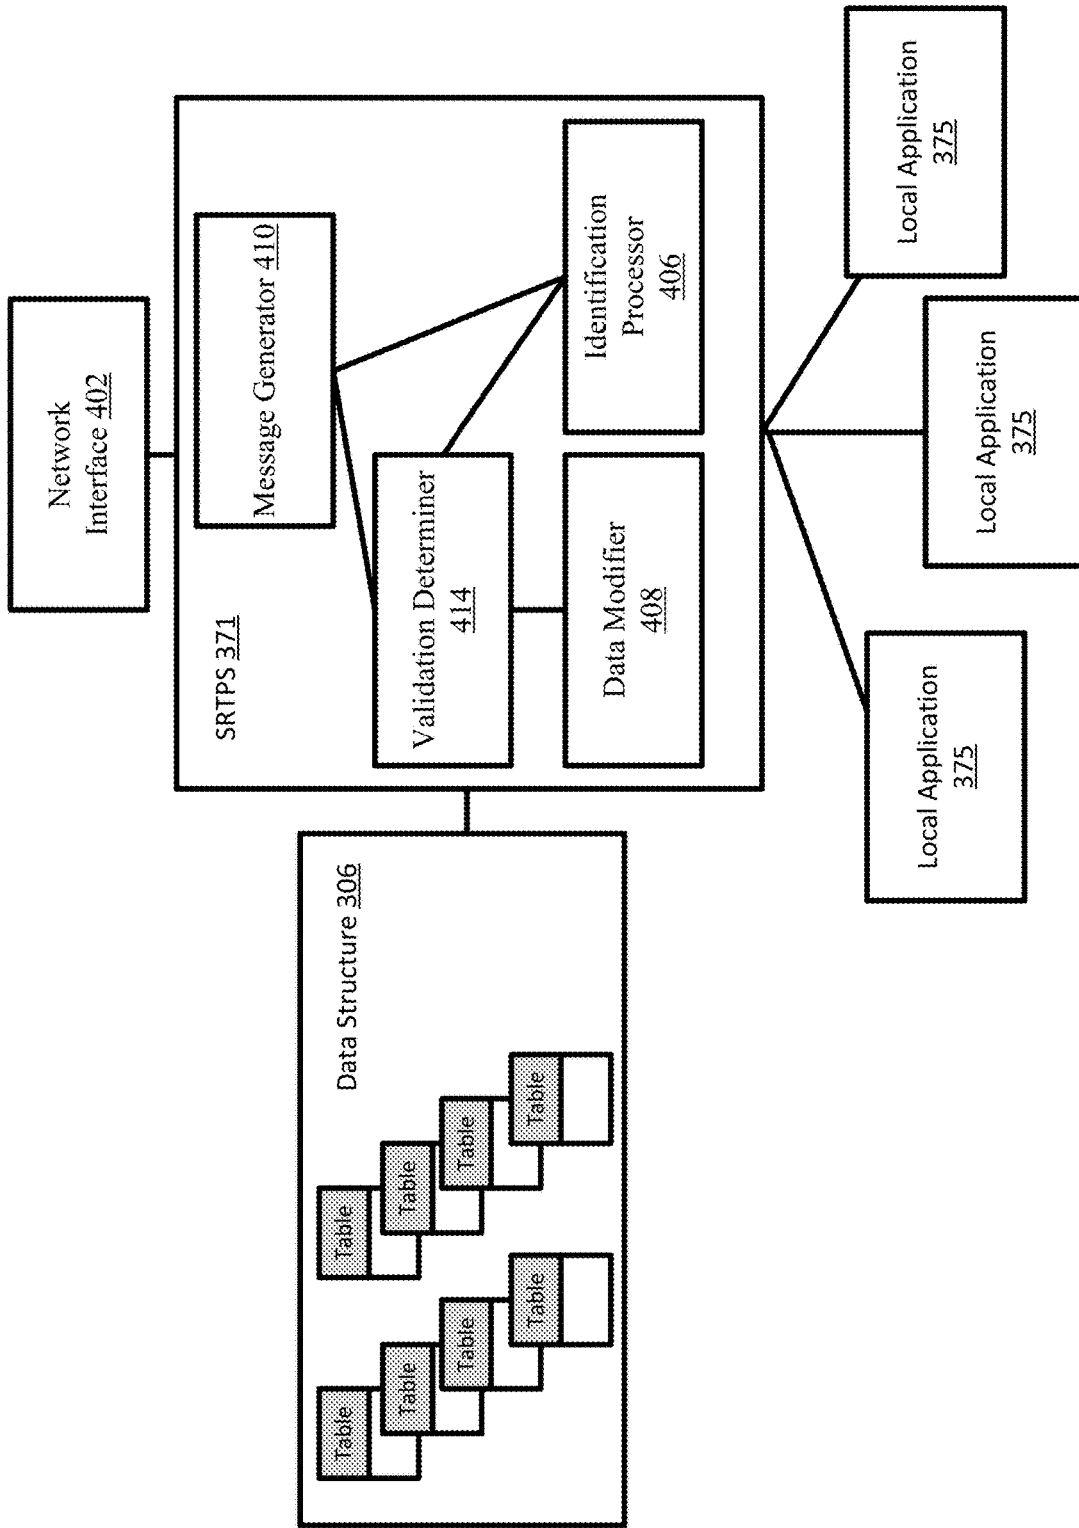 Network
Interface 402
SRTPS 371
Message Generator 410
Validation Determiner
414
Identification
Processor
406
Data Modifier
408
Data Structure 306
Table
Table
Table
Table
Table
Table
Table
Table
Local Application
375
Local Application
375
Local Application
375